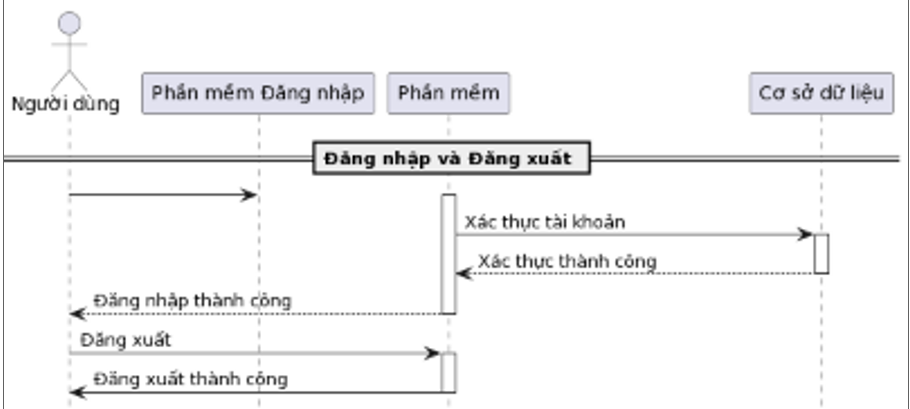 Người dùng
Phần mềm Đăng nhập
Phần mềm
Cơ sở dữ liệu
Đăng nhập và Đăng xuất
Xác thực tài khoản
Xác thực thành công
Đăng nhập thành công
Đăng xuất
Đăng xuất thành công